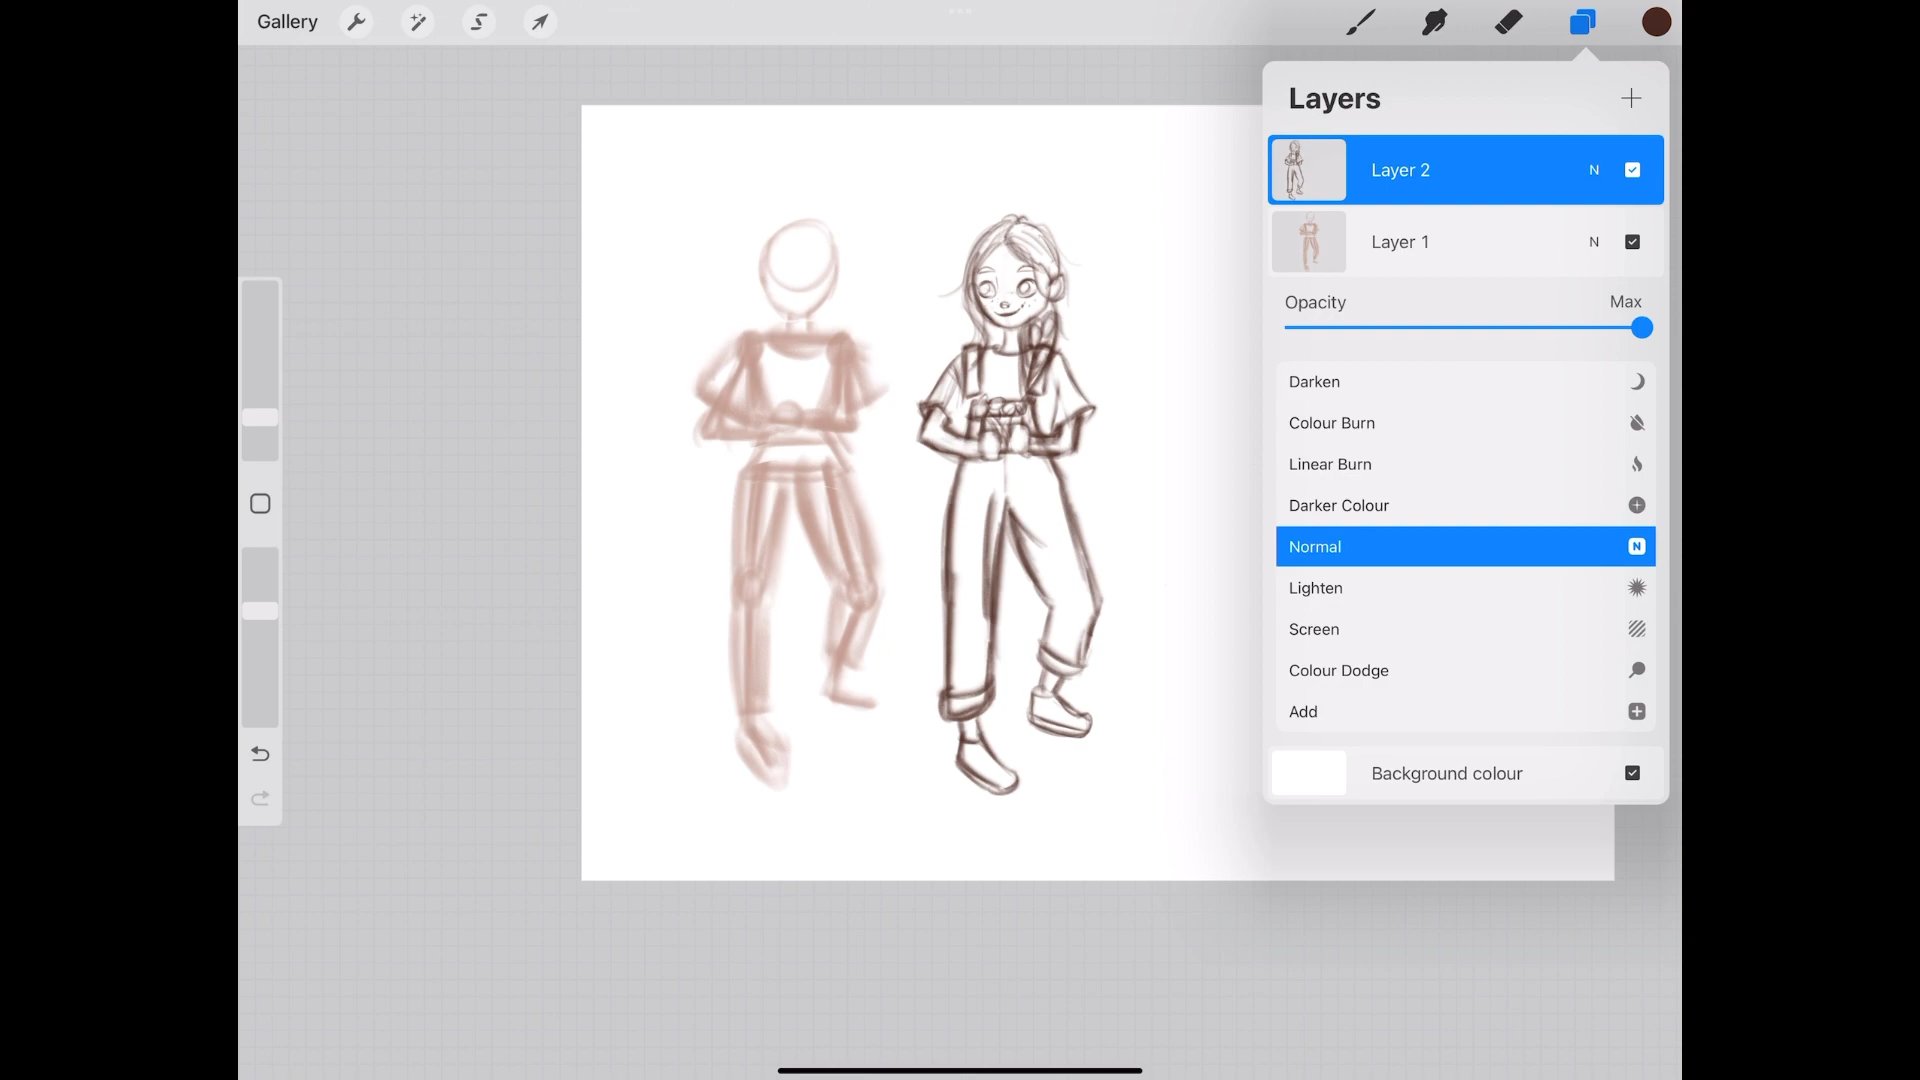 Gallery
Layers
Layer 2 N
Layer 1 N
Opacity Max
Darken
Colour Burn
Linear Burn
Darker Colour
Normal N
Lighten
Screen
Colour Dodge
Add
Background colour